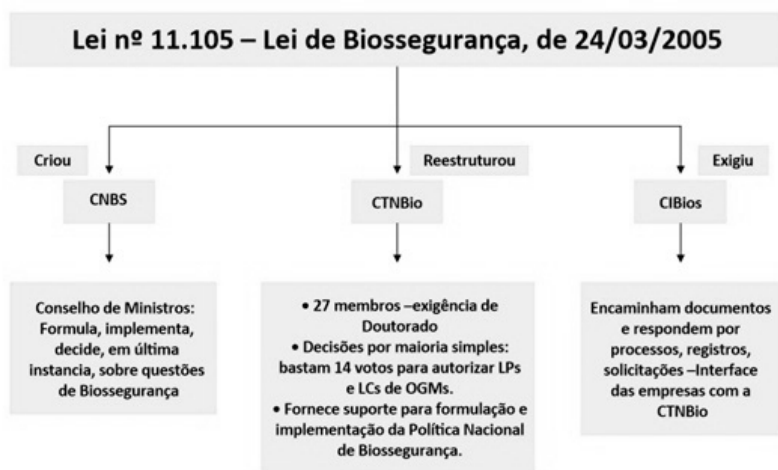 Lei nº 11.105 – Lei de Biossegurança, de 24/03/2005
Criou
Reestruturou
Exigiu
CNBS
CTNBio
CIBios
Conselho de Ministros:
Formula, implementa,
decide, em última
instancia, sobre questões
de Biossegurança
• 27 membros –exigência de
Doutorado
• Decisões por maioria simples:
bastam 14 votos para autorizar LPs
e LCs de OGMs.
• Fornece suporte para formulação e
implementação da Política Nacional
de Biossegurança.
Encaminham documentos
e respondem por
processos, registros,
solicitações –Interface
das empresas com a
CTNBio